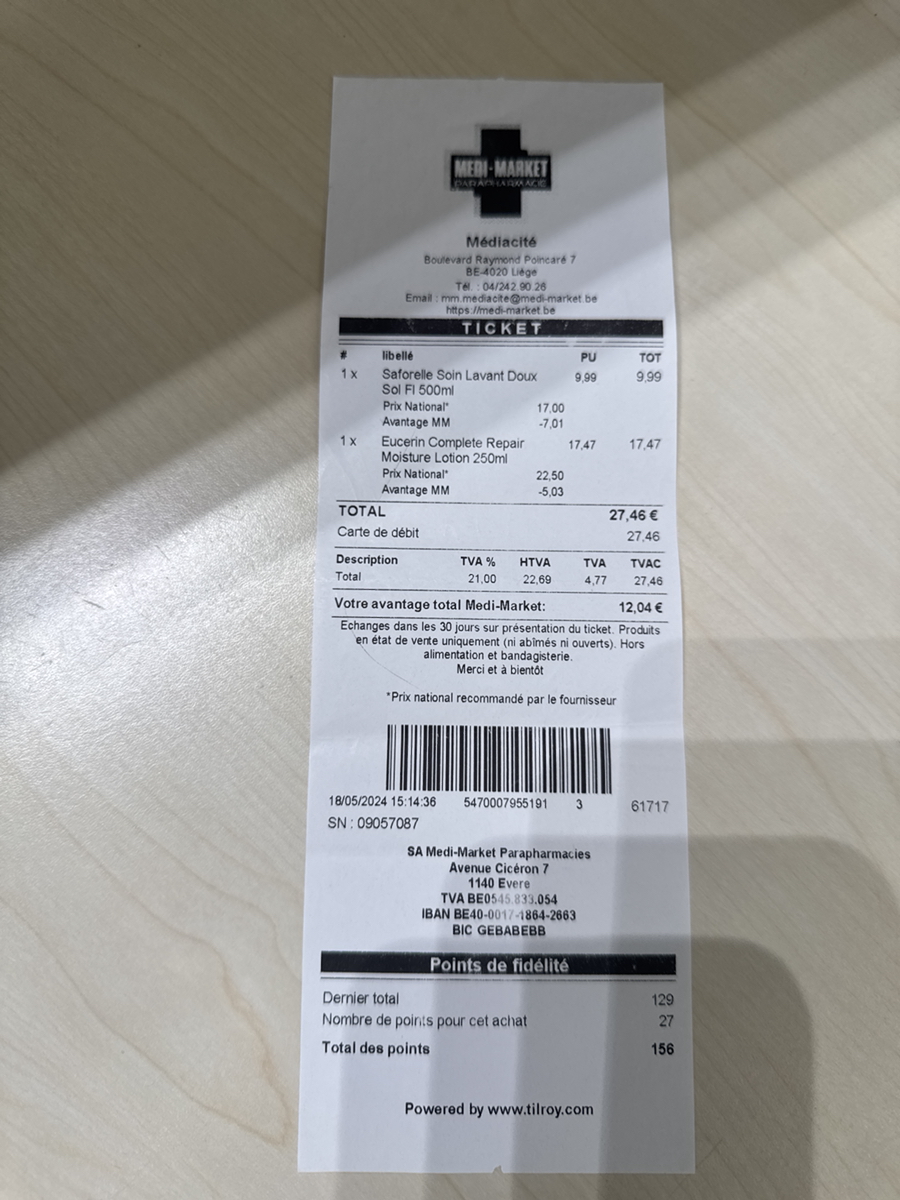 MEDI-MARKET
PARAPHARMACIE
Médiacité
Boulevard Raymond Poincaré 7
BE-4020 Liège
Tél. : 04/242 90 26
Email : mm.mediacite@medi-market.be
https://medi-market.be
TICKET
# libellé PU TOT
1 x Saforelle Soin Lavant Doux 9,99 9,99
Sol Fl 500ml
Prix National* 17,00
Avantage MM -7,01
1 x Eucerin Complete Repair 17,47 17,47
Moisture Lotion 250ml
Prix National* 22,50
Avantage MM -5,03
TOTAL 27,46 €
Carte de débit 27,46
Description TVA % HTVA TVA TVAC
Total 21,00 22,69 4,77 27,46
Votre avantage total Medi-Market: 12,04 €
Echanges dans les 30 jours sur présentation du ticket. Produits
en état de vente uniquement (ni abîmés ni ouverts). Hors
alimentation et bandagisterie.
Merci et à bientôt
*Prix national recommandé par le fournisseur
18/05/2024 15:14:36 5470007955191 3 61717
SN : 09057087
SA Medi-Market Parapharmacies
Avenue Cicéron 7
1140 Evere
TVA BE0545.833.054
IBAN BE40-0017-1864-2663
BIC GEBABEBB
Points de fidélité
Dernier total 129
Nombre de points pour cet achat 27
Total des points 156
Powered by www.tilroy.com